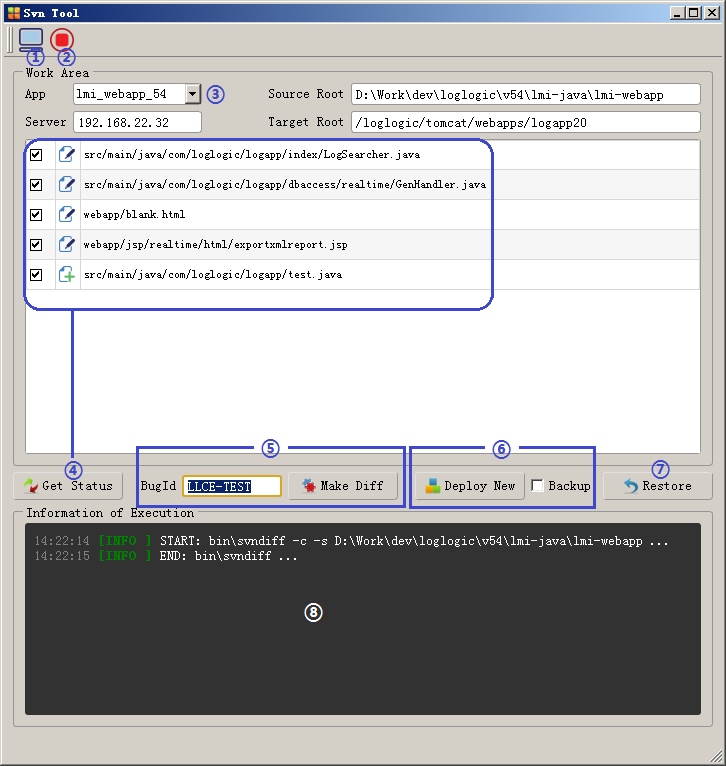 Svn Tool
① ②
Work Area
App lmi_webapp_54 ③ Source Root D:\Work\dev\loglogic\v54\lmi-java\lmi-webapp
Server 192.168.22.32 Target Root /loglogic/tomcat/webapps/logapp20
src/main/java/com/loglogic/logapp/index/LogSearcher.java
src/main/java/com/loglogic/logapp/dbaccess/realtime/GenHandler.java
webapp/blank.html
webapp/jsp/realtime/html/exportxmlreport.jsp
src/main/java/com/loglogic/logapp/test.java
④ ⑤ ⑥ ⑦
Get Status BugId LLCE-TEST Make Diff Deploy New Backup Restore
Information of Execution
14:22:14 [INFO ] START: bin\svndiff -c -s D:\Work\dev\loglogic\v54\lmi-java\lmi-webapp ...
14:22:15 [INFO ] END: bin\svndiff ...
⑧